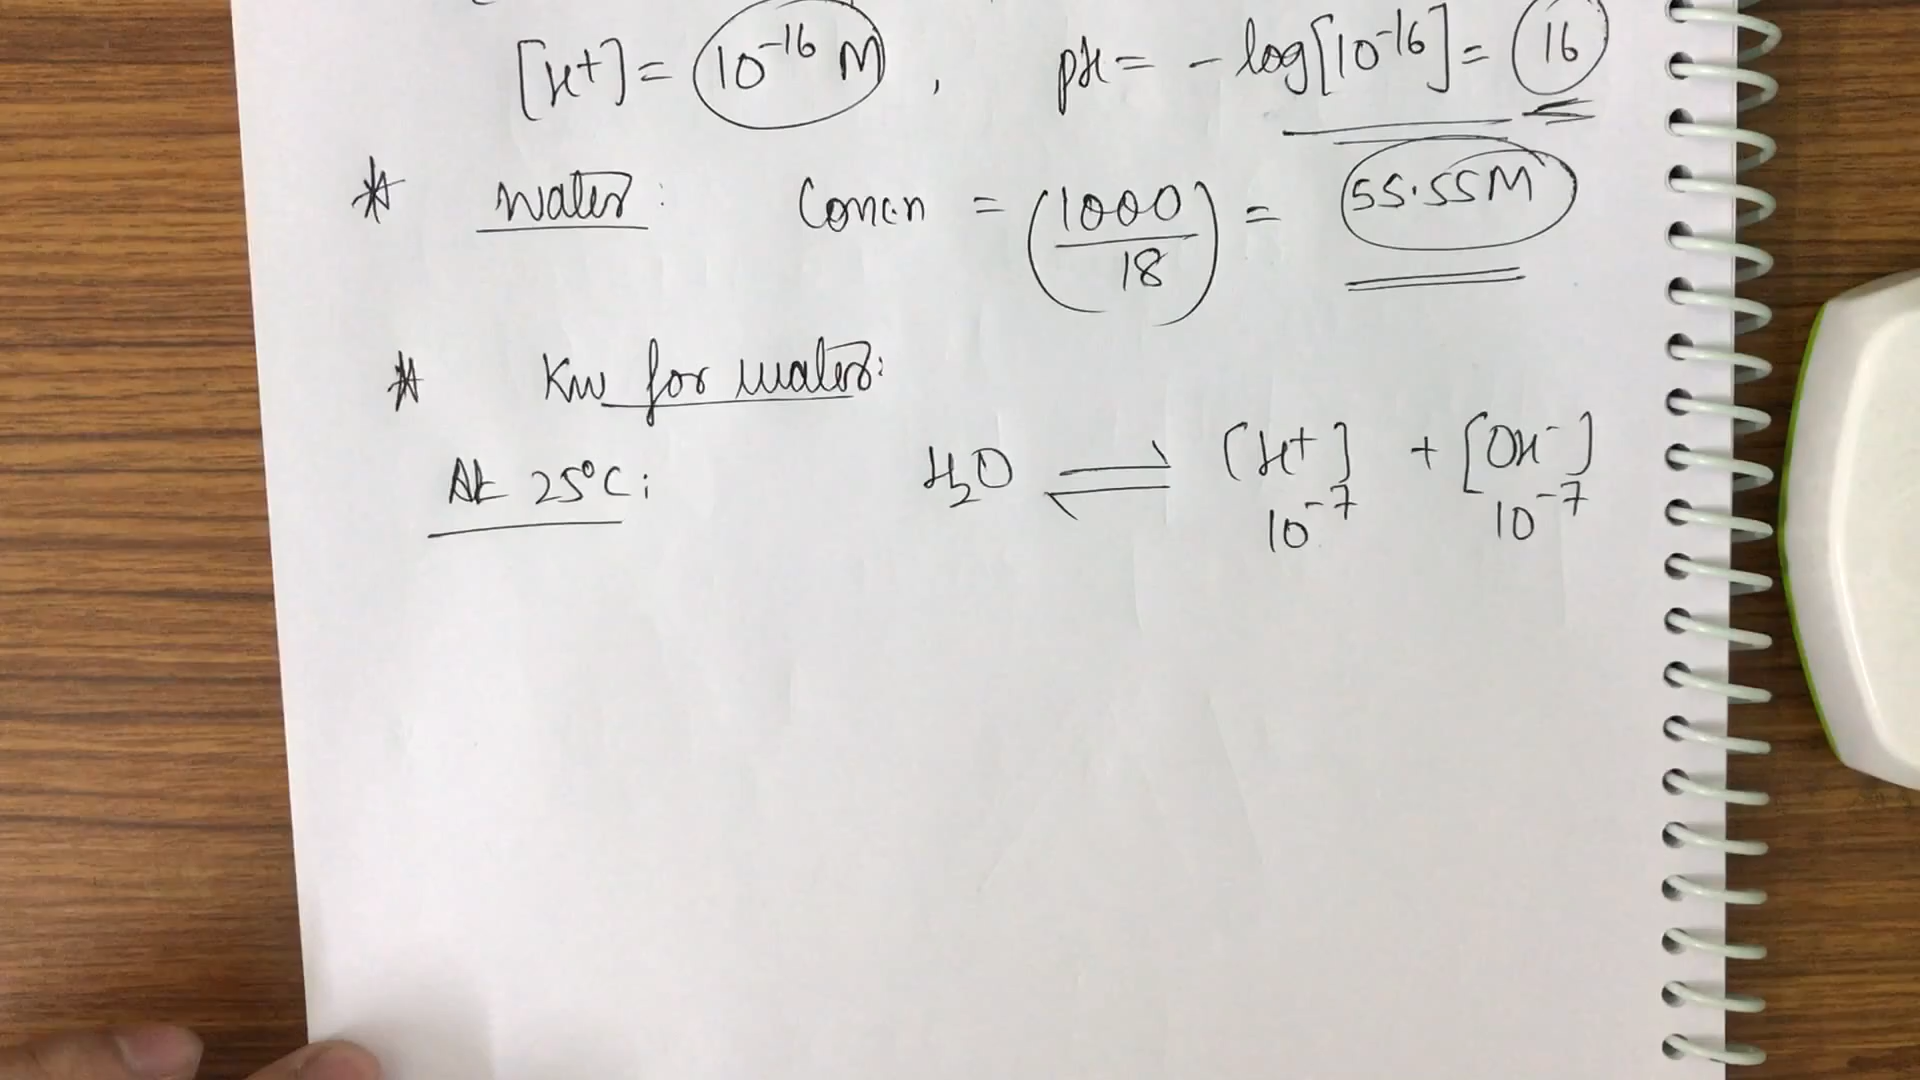 [H+] = 10⁻¹⁶ M , pH = - log[10⁻¹⁶] = 16
* water : Concn = (1000/18) = 55.55M
* Kw for water:
At 25°C: H₂O ⇌ [H+] + [OH⁻]
10⁻⁷ 10⁻⁷